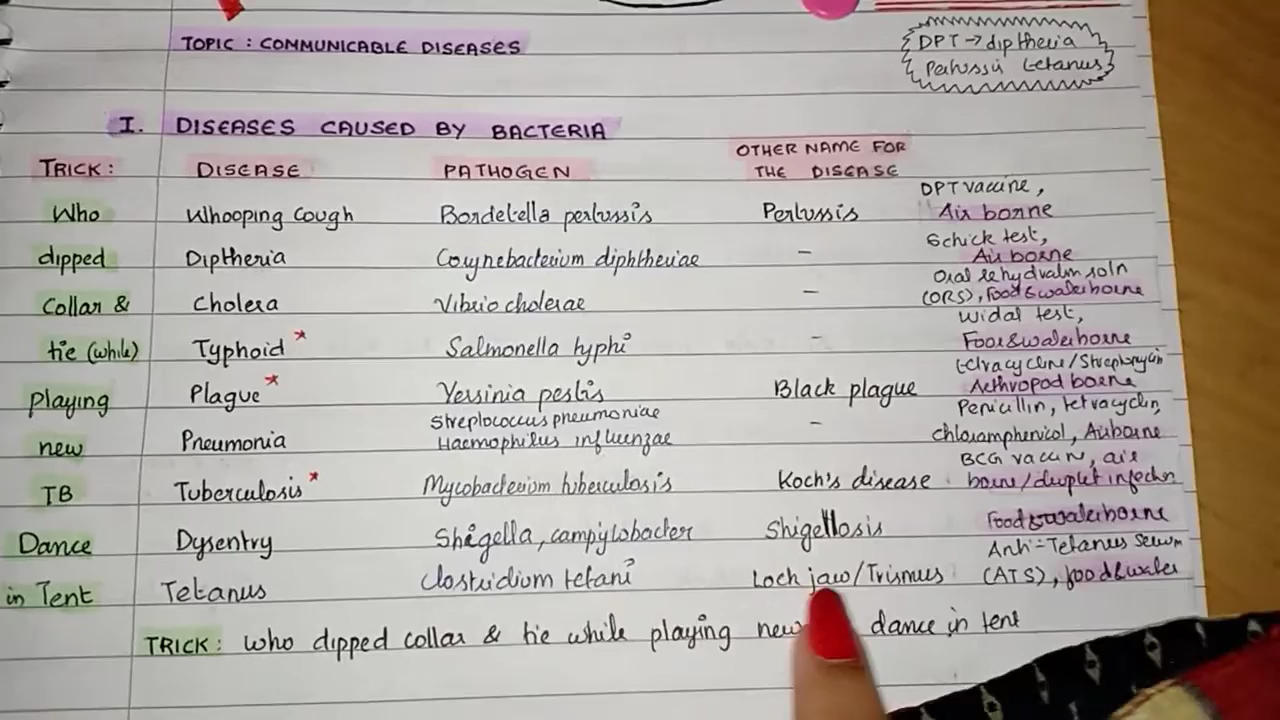 TOPIC : COMMUNICABLE DISEASES
DPT → diptheria
Pertussis tetanus
I. DISEASES CAUSED BY BACTERIA
TRICK : DISEASE PATHOGEN OTHER NAME FOR THE DISEASE
Who Whooping cough Bordetella pertussis Pertussis DPT vaccine, Air borne
dipped Diptheria Corynebacterium diphtheriae – Schick test, Air borne
Collar & Cholera Vibrio cholerae – Oral rehydration soln (ORS), Food & waterborne
tie (while) Typhoid * Salmonella typhi - Widal test, Food & waterborne
Playing Plague * Yersinia pestis Black plague Tetracycline/Streptomycin Arthropod borne
new Pneumonia Streptococcus pneumoniae Haemophilus influenzae - Penicillin, tetracyclin, chloramphenicol, Airborne
TB Tuberculosis * Mycobacterium tuberculosis Koch's disease BCG vaccine, air borne/droplet infection
Dance Dysentry Shigella, campylobacter Shigellosis Food & waterborne
in Tent Tetanus Clostridium tetani Lock jaw/Trismus Anti-Tetanus Serum (ATS), food & water
TRICK : who dipped collar & tie while playing new dance in tent